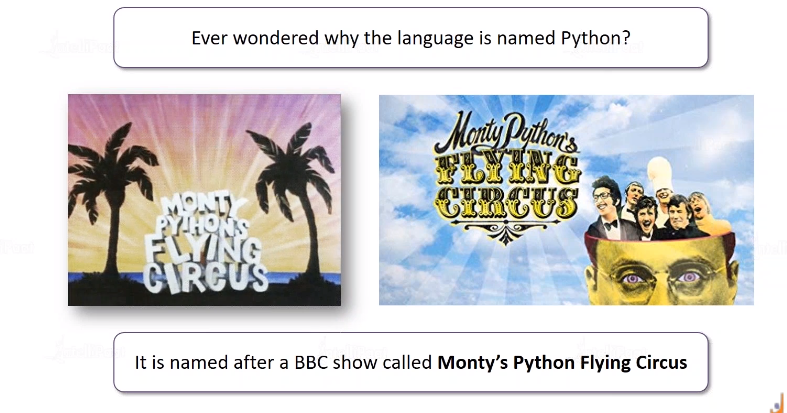 Ever wondered why the language is named Python?
MONTY
PYTHON'S
FLYING
CIRCUS
Monty Python's
FLYING
CIRCUS
It is named after a BBC show called Monty’s Python Flying Circus